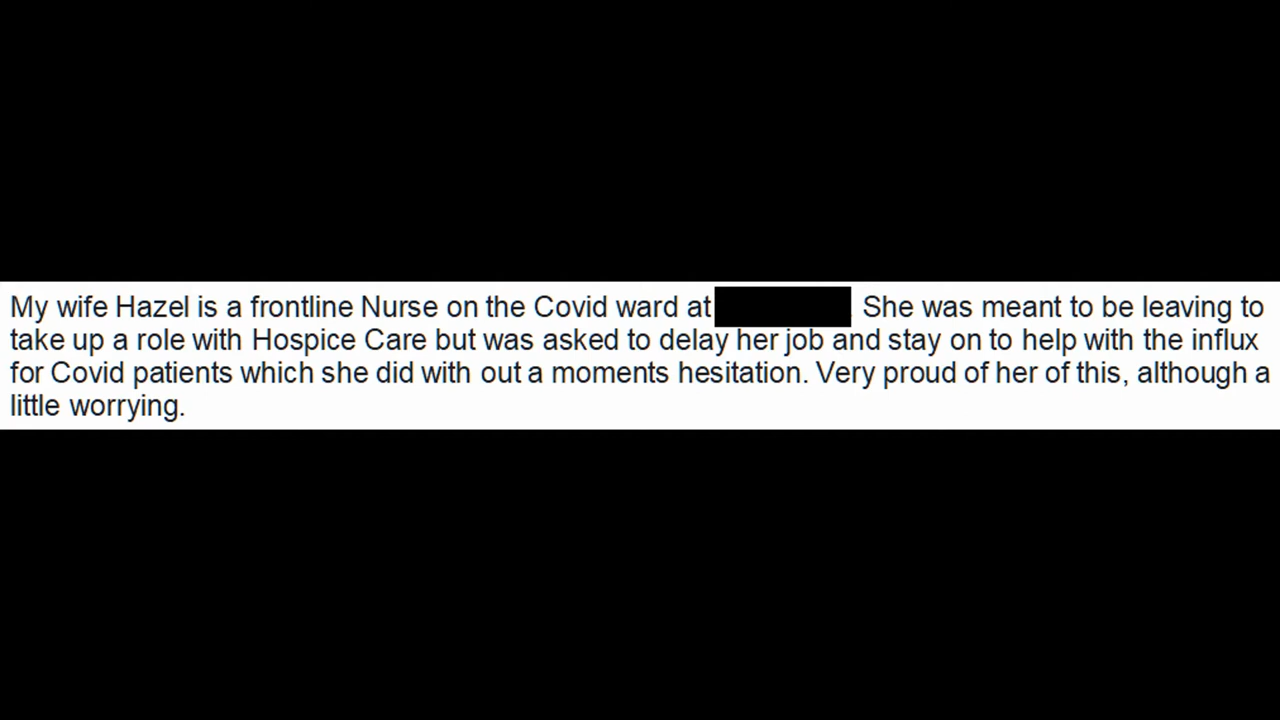 My wife Hazel is a frontline Nurse on the Covid ward at She was meant to be leaving to
take up a role with Hospice Care but was asked to delay her job and stay on to help with the influx
for Covid patients which she did with out a moments hesitation. Very proud of her of this, although a
little worrying.